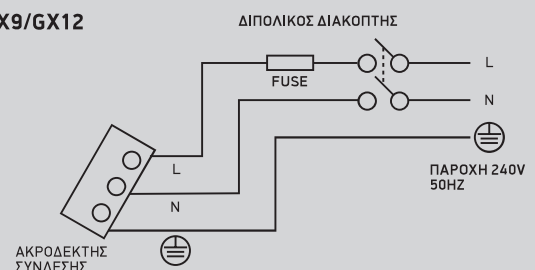 X9/GX12
ΔΙΠΟΛΙΚΟΣ ΔΙΑΚΟΠΤΗΣ
FUSE
L
N
L
N
ΠΑΡΟΧΗ 240V
50HZ
ΑΚΡΟΔΕΚΤΗΣ
ΣΥΝΔΕΣΗΣ